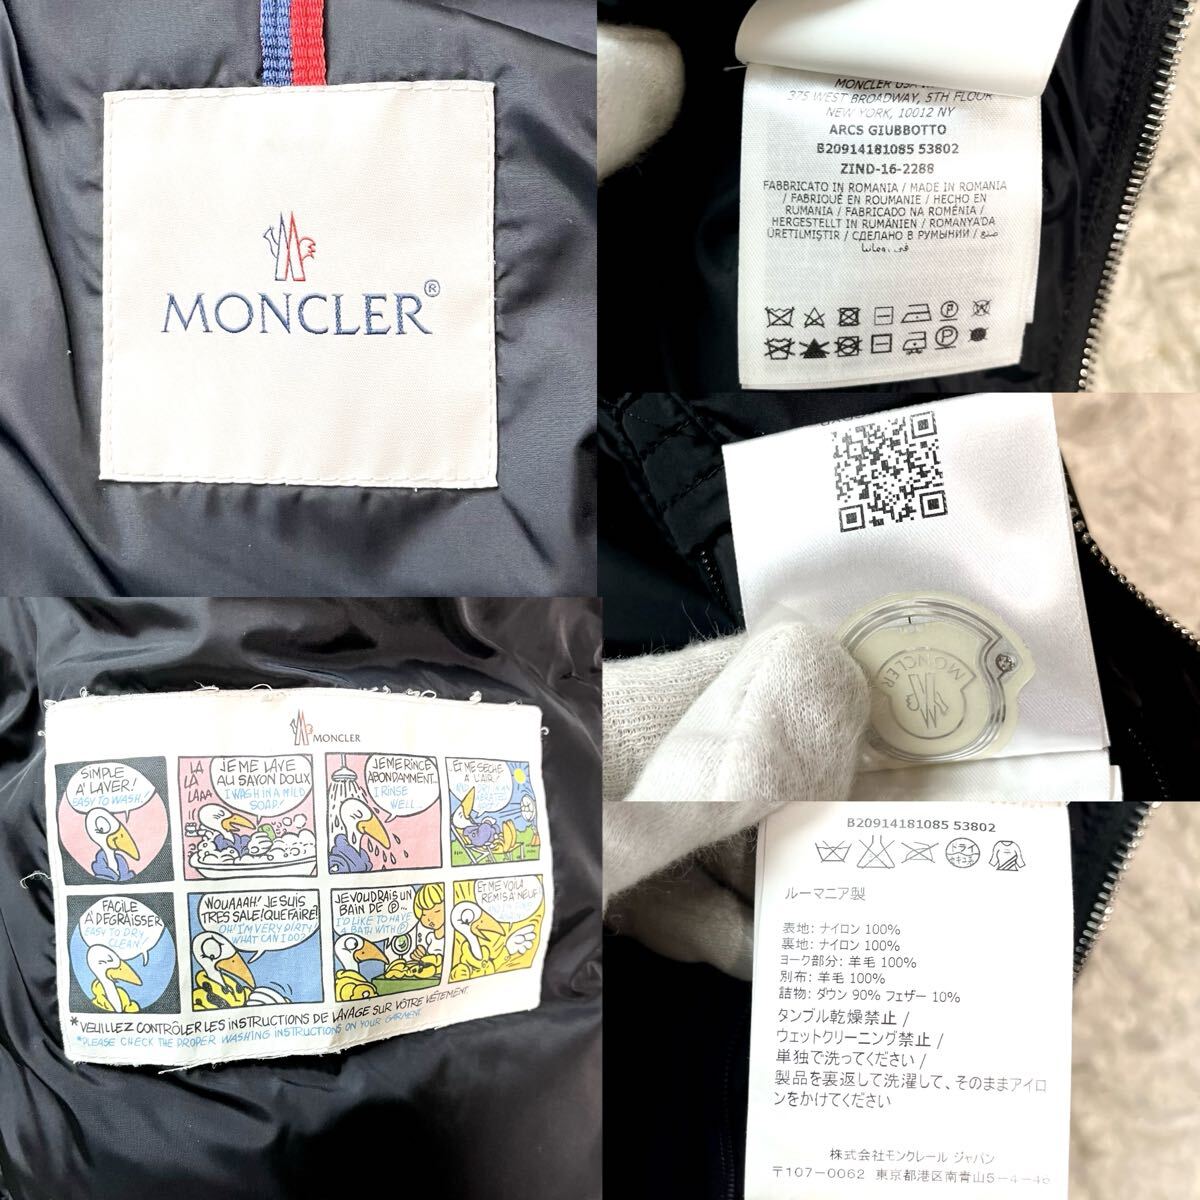 MONCLER®
375 WEST BROADWAY, 5TH FLOOR
NEW YORK, 10012 NY
ARCS GIUBBOTTO
B20914181085 53802
ZIND-16-2288
FABBRICATO IN ROMANIA / MADE IN ROMANIA
/ FABRIQUÉ EN ROUMANIE / HECHO EN
RUMANIA / FABRICADO NA ROMÉNIA /
HERGESTELLT IN RUMÄNIEN / ROMANYA'DA
ÜRETILMIŞTIR / СДЕЛАНО В РУМЫНИИ /
MONCLER
MONCLER
SIMPLE
A' LAVER!
EASY TO WASH!
LA
LA
LAAA
JE ME LAVE
AU SAVON DOUX
I WASH IN A MILD
SOAP!
JE ME RINCE
ABONDAMMENT...
I RINSE
WELL...
ET ME SECHE
A L'AIR!
FACILE
A' DEGRAISSER
EASY TO DRY
CLEAN!
WOUAAAH! JE SUIS
TRES SALE! QUE FAIRE?
OH! I'M VERY DIRTY!
WHAT CAN I DO?
JE VOUDRAIS UN
BAIN DE Ⓟ...
I'D LIKE TO HAVE
A BATH WITH Ⓟ
ET ME VOILA
REMIS A NEUF
*VEUILLEZ CONTRÔLER LES INSTRUCTIONS DE LAVAGE SUR VÔTRE VÊTEMENT.
*PLEASE CHECK THE PROPER WASHING INSTRUCTIONS ON YOUR GARMENT.
B20914181085 53802
ドライ
セキユ系
ルーマニア製
表地: ナイロン 100%
裏地: ナイロン 100%
ヨーク部分: 羊毛 100%
別布: 羊毛 100%
詰物: ダウン 90% フェザー 10%
タンブル乾燥禁止 /
ウェットクリーニング禁止 /
単独で洗ってください /
製品を裏返して洗濯して、そのままアイロ
ンをかけてください
株式会社モンクレール ジャパン
〒107-0062 東京都港区南青山5-4-46